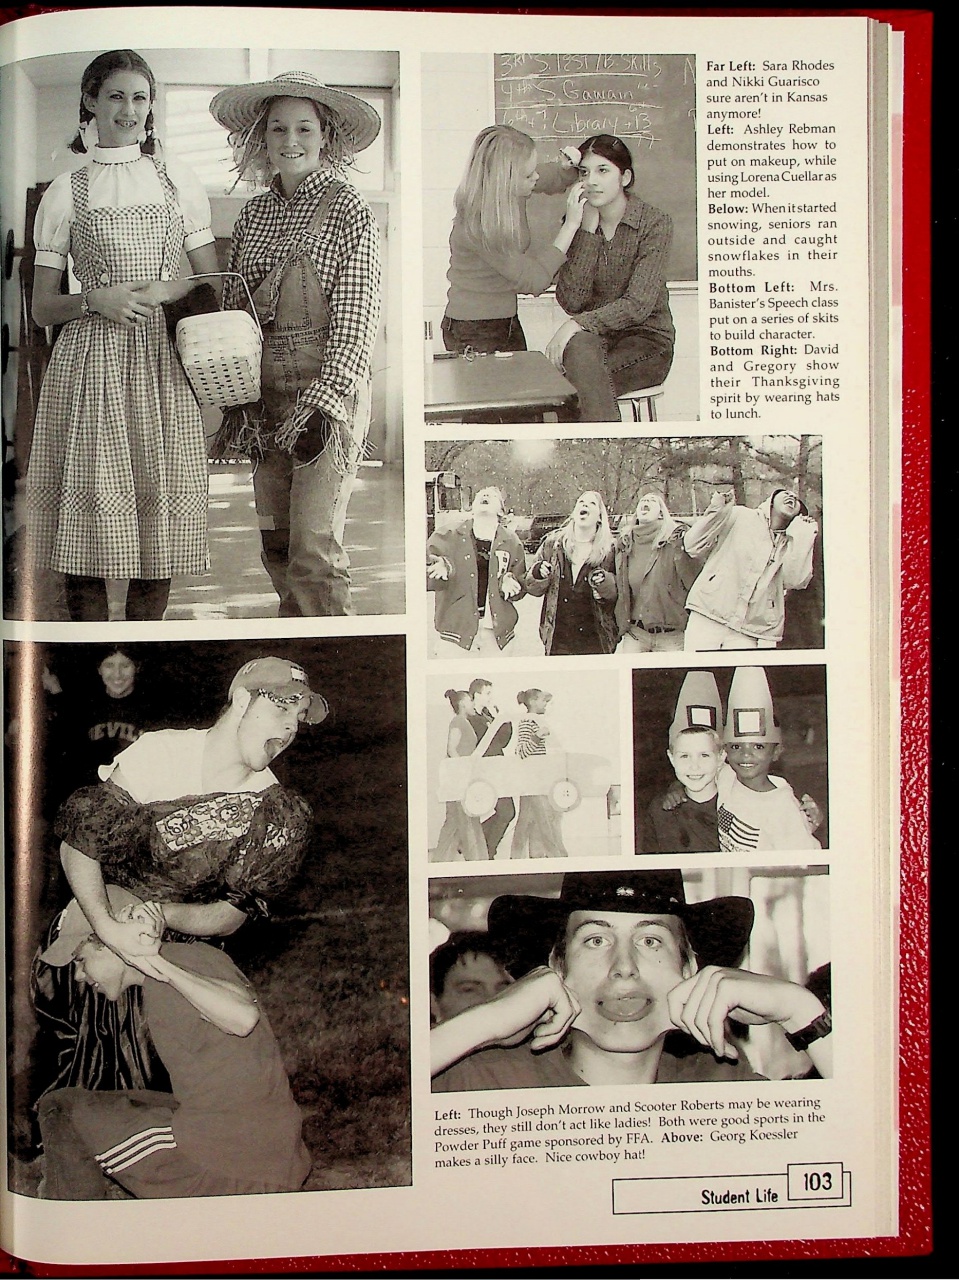 3rd S. TEST/B. Skills
4th S. Gawain
Library
Far Left: Sara Rhodes
and Nikki Guarisco
sure aren't in Kansas
anymore!
Left: Ashley Rebman
demonstrates how to
put on makeup, while
using Lorena Cuellar as
her model.
Below: When it started
snowing, seniors ran
outside and caught
snowflakes in their
mouths.
Bottom Left: Mrs.
Banister's Speech class
put on a series of skits
to build character.
Bottom Right: David
and Gregory show
their Thanksgiving
spirit by wearing hats
to lunch.
EVIL
Left: Though Joseph Morrow and Scooter Roberts may be wearing
dresses, they still don't act like ladies! Both were good sports in the
Powder Puff game sponsored by FFA. Above: Georg Koessler
makes a silly face. Nice cowboy hat!
Student Life 103